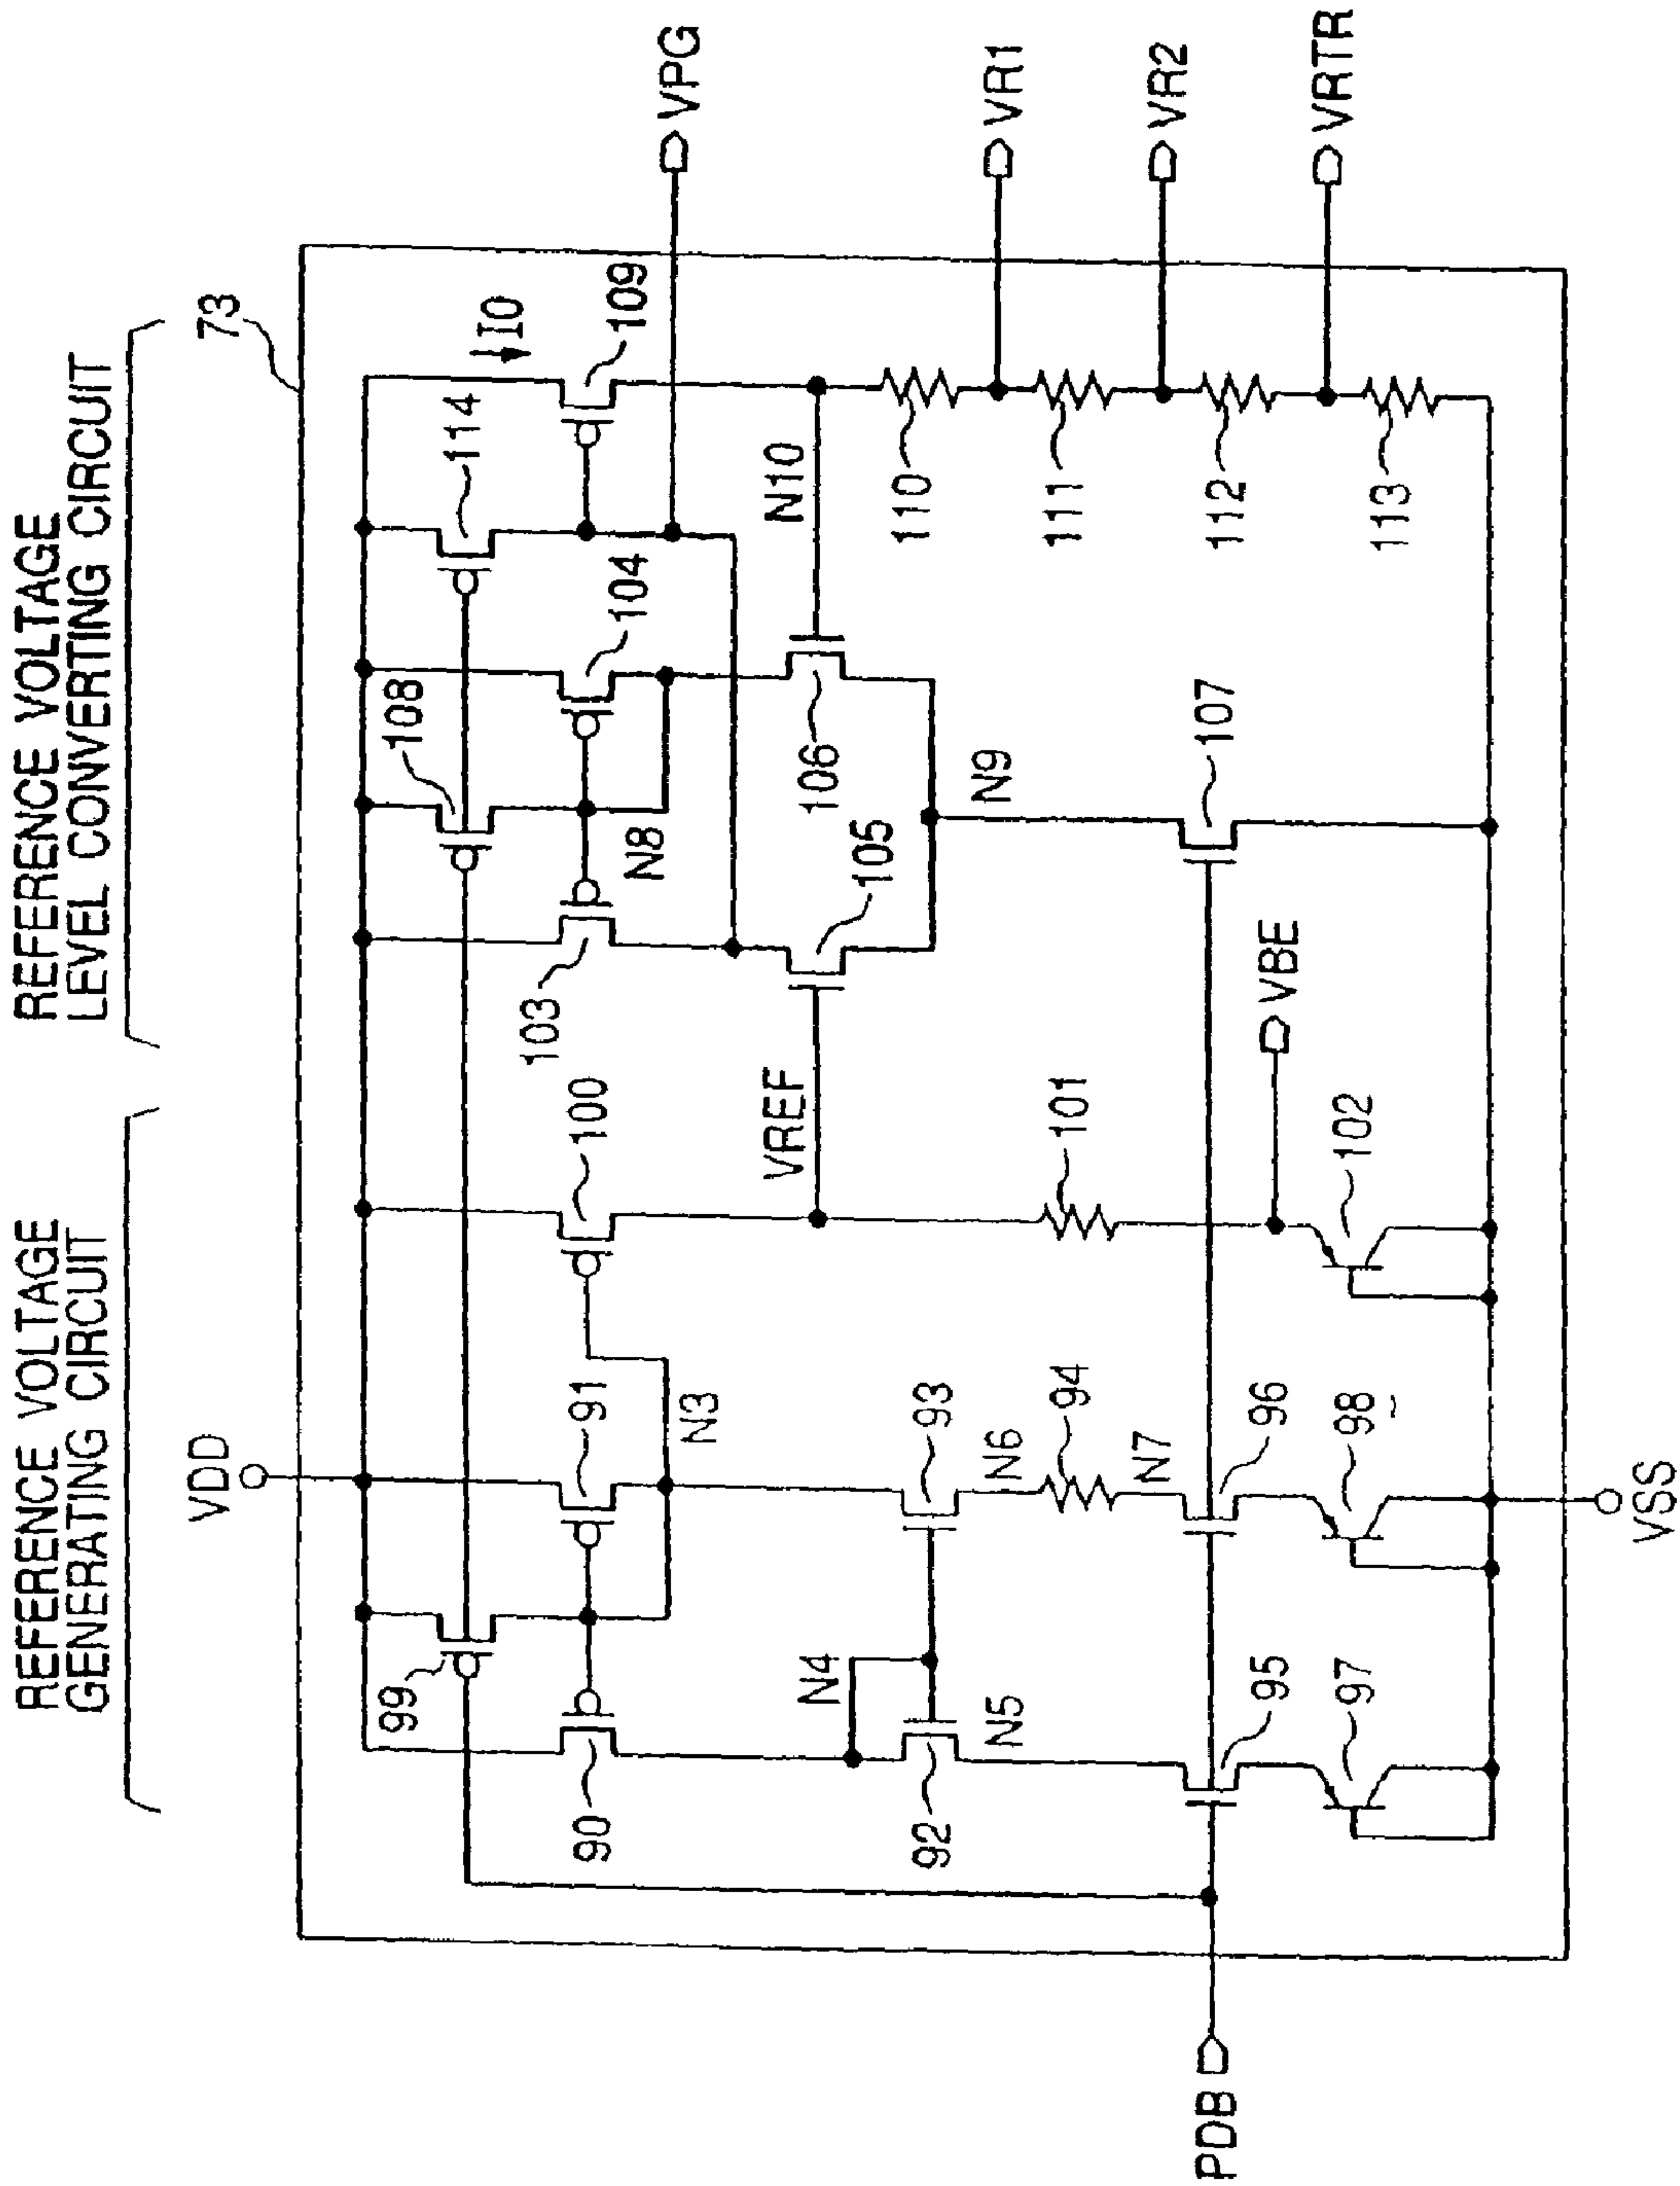 REFERENCE VOLTAGE
GENERATING CIRCUIT
REFERENCE VOLTAGE
LEVEL CONVERTING CIRCUIT
73
VDD
99
108
114
I0
90
91
100
103
104
109
N3
N8
VPG
N4
VREF
N10
92
93
105
106
110
N5
N6
N9
VR1
94
101
111
N7
VR2
PDB
95
96
107
112
VBE
VRTR
97
98
102
113
VSS